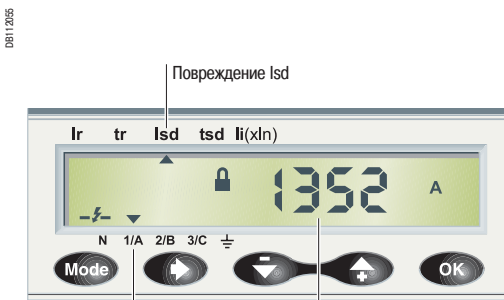 DB112055
Повреждение Isd
Ir tr Isd tsd Ii(xIn)
1352 A
N 1/A 2/B 3/C
Mode OK